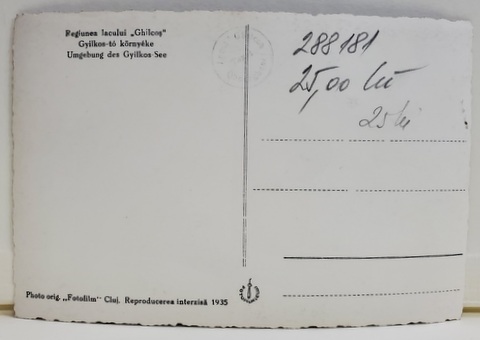 Regiunea lacului „Ghilcoș"
Gyilkos-tó környéke
Umgebung des Gyilkos-See
288181
25,00 lei
25 lei
Photo orig. „Fotofilm" Cluj. Reproducerea interzisă 1935